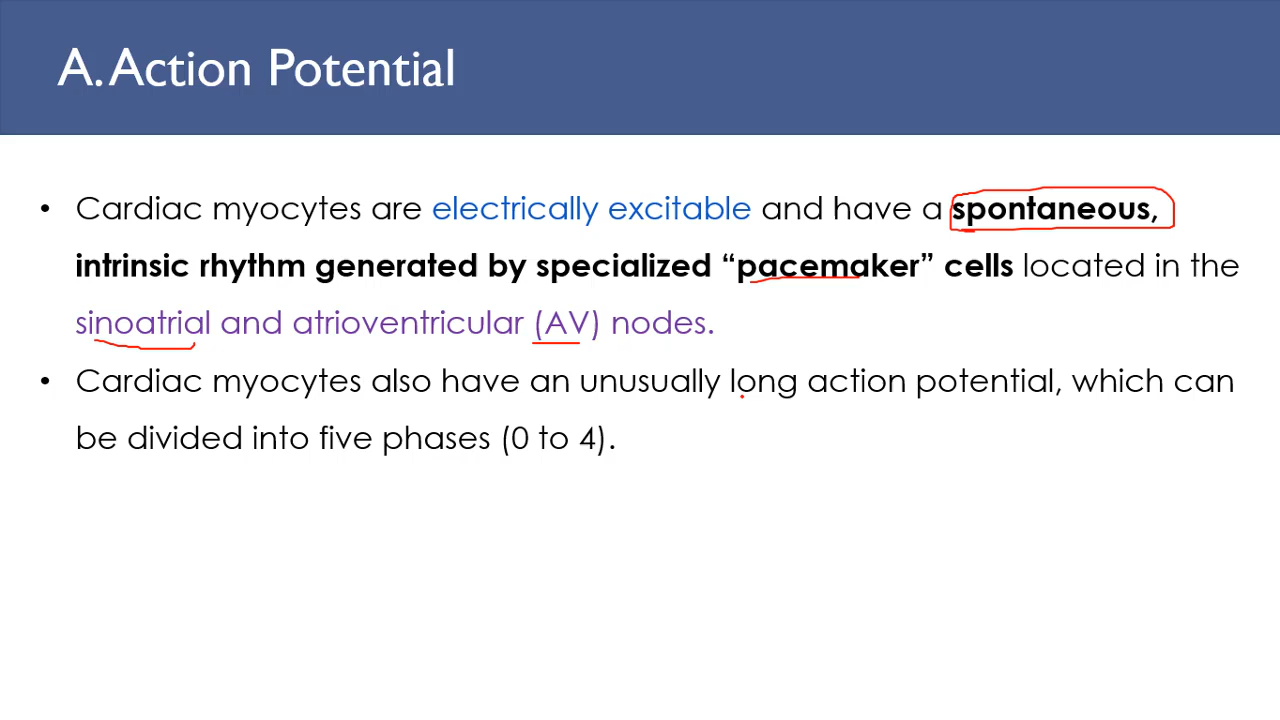 A. Action Potential
• Cardiac myocytes are electrically excitable and have a spontaneous,
intrinsic rhythm generated by specialized “pacemaker” cells located in the
sinoatrial and atrioventricular (AV) nodes.
• Cardiac myocytes also have an unusually long action potential, which can
be divided into five phases (0 to 4).